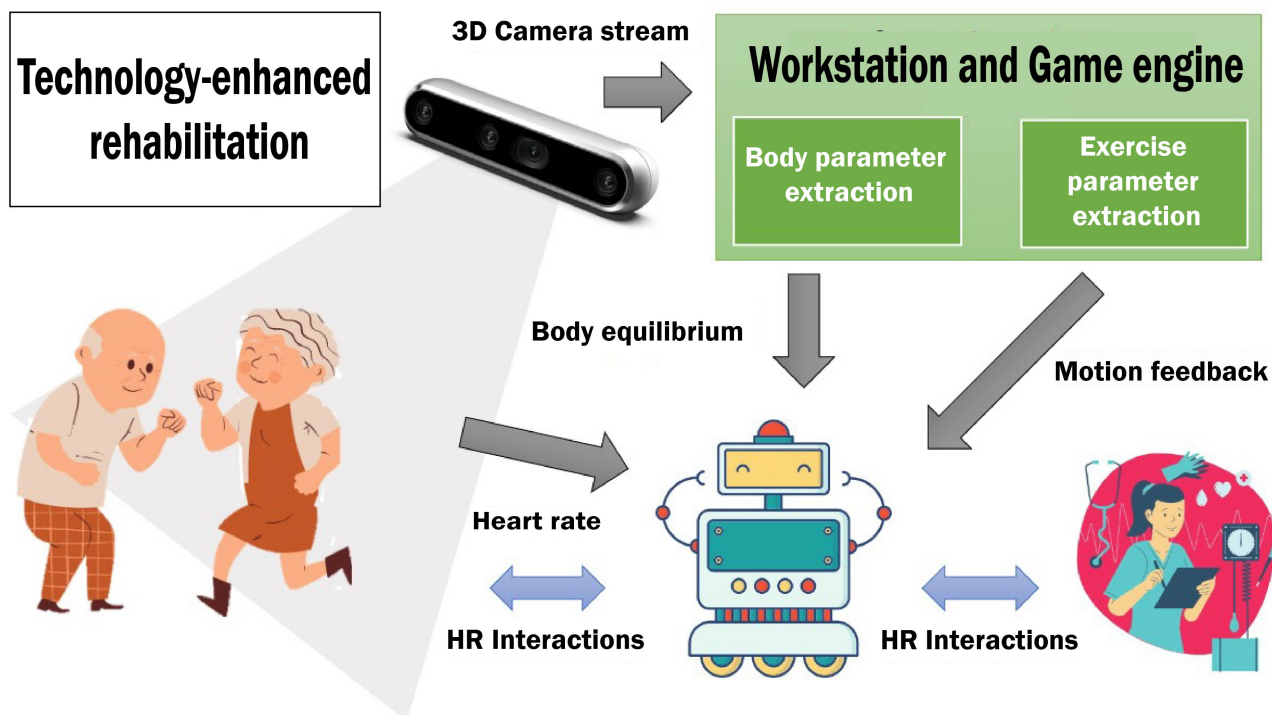 Technology-enhanced
rehabilitation
3D Camera stream
Workstation and Game engine
Body parameter
extraction
Exercise
parameter
extraction
Body equilibrium
Motion feedback
Heart rate
HR Interactions
HR Interactions